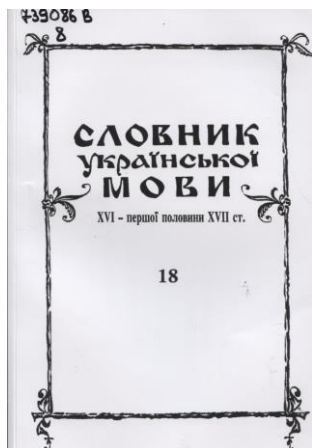 739086 В
8
СЛОВНИК
української
МОВИ
XVI – першої половини XVII ст.
18